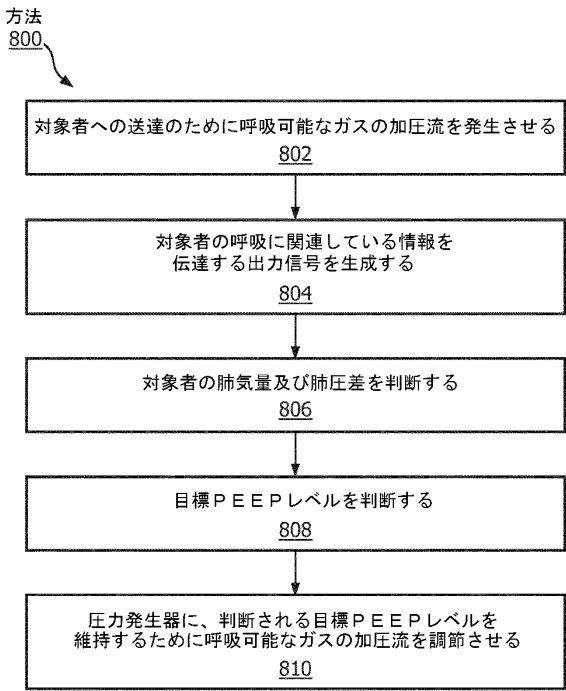 方法
800
対象者への送達のために呼吸可能なガスの加圧流を発生させる
802
対象者の呼吸に関連している情報を
伝達する出力信号を生成する
804
対象者の肺気量及び肺圧差を判断する
806
目標PEEPレベルを判断する
808
圧力発生器に、判断される目標PEEPレベルを
維持するために呼吸可能なガスの加圧流を調節させる
810